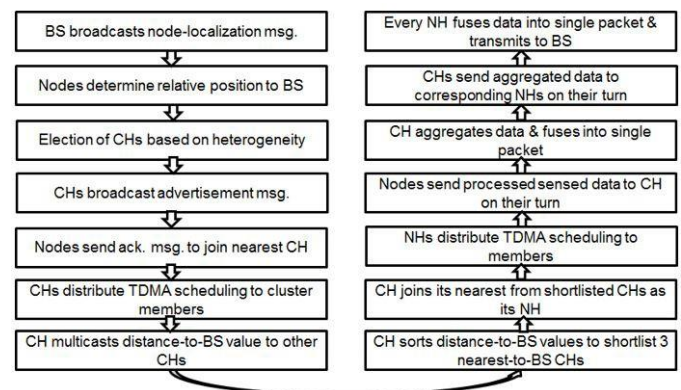 BS broadcasts node-localization msg.
Nodes determine relative position to BS
Election of CHs based on heterogeneity
CHs broadcast advertisement msg.
Nodes send ack. msg. to join nearest CH
CHs distribute TDMA scheduling to cluster
members
CH multicasts distance-to-BS value to other
CHs
CH sorts distance-to-BS values to shortlist 3
nearest-to-BS CHs
CH joins its nearest from shortlisted CHs as
its NH
NHs distribute TDMA scheduling to
members
Nodes send processed sensed data to CH
on their turn
CH aggregates data & fuses into single
packet
CHs send aggregated data to
corresponding NHs on their turn
Every NH fuses data into single packet &
transmits to BS